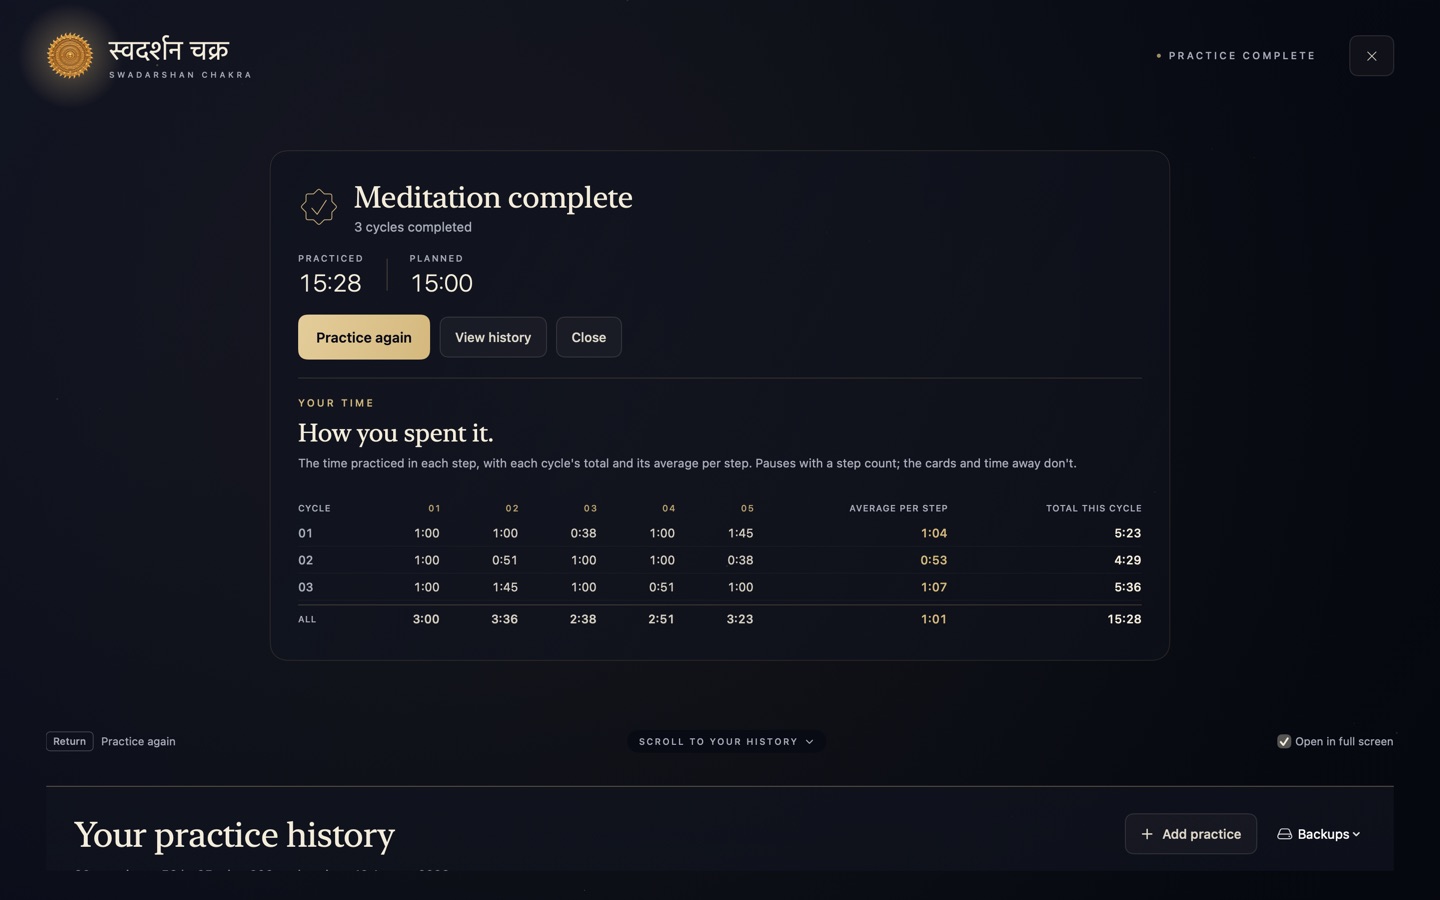 स्वदर्शन चक्र
SWADARSHAN CHAKRA
PRACTICE COMPLETE
Meditation complete
3 cycles completed
PRACTICED PLANNED
15:28 15:00
Practice again View history Close
YOUR TIME
How you spent it.
The time practiced in each step, with each cycle's total and its average per step. Pauses with a step count; the cards and time away don't.
CYCLE 01 02 03 04 05 AVERAGE PER STEP TOTAL THIS CYCLE
01 1:00 1:00 0:38 1:00 1:45 1:04 5:23
02 1:00 0:51 1:00 1:00 0:38 0:53 4:29
03 1:00 1:45 1:00 0:51 1:00 1:07 5:36
ALL 3:00 3:36 2:38 2:51 3:23 1:01 15:28
Return Practice again SCROLL TO YOUR HISTORY Open in full screen
Your practice history + Add practice Backups